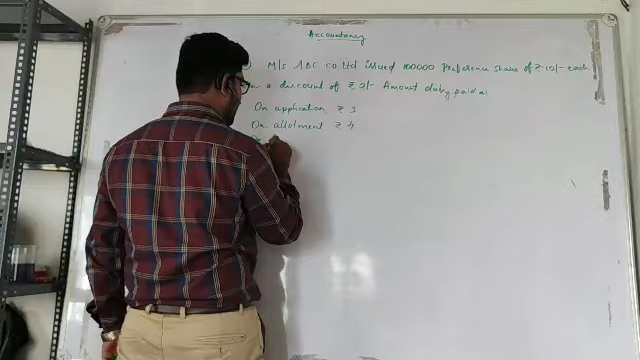 Accountancy
) M/s ABC Co Ltd issued 100000 Preference shares of ₹ 10/- each
on a discount of ₹ 2/- Amount duly paid as
On application ₹ 3
On allotment ₹ 4
On